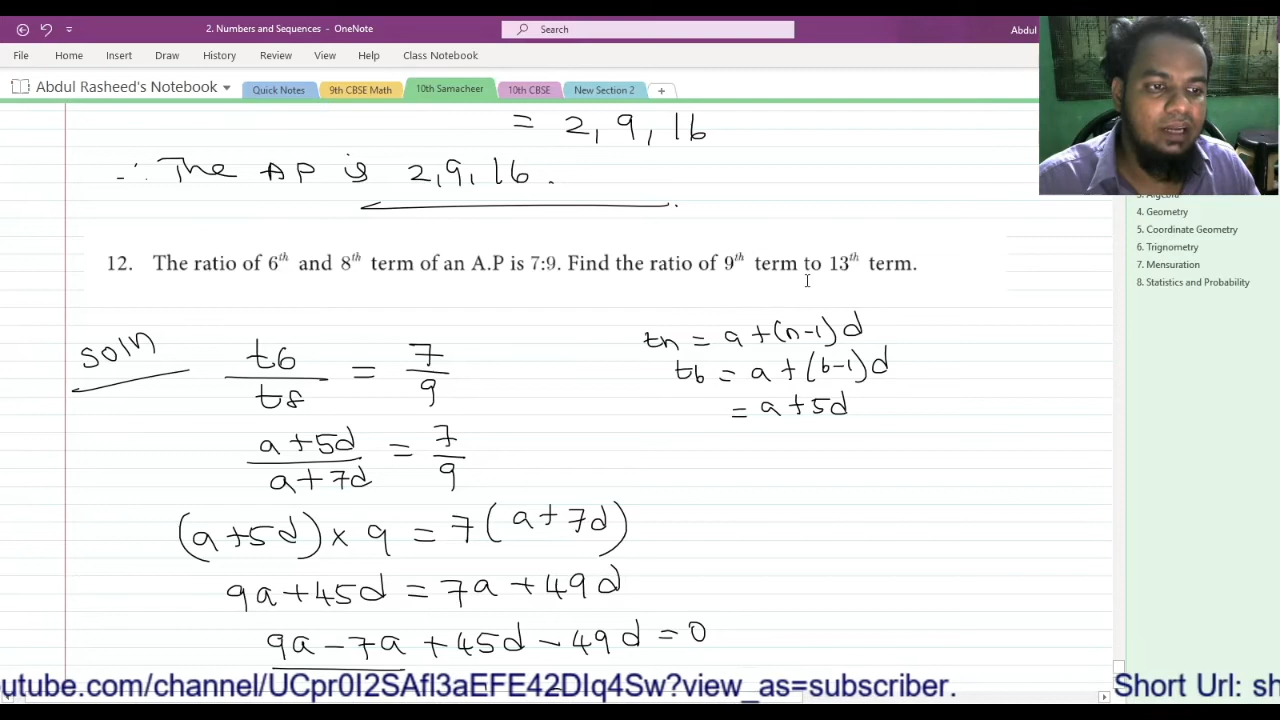 2. Numbers and Sequences - OneNote
Search
Abdul
File Home Insert Draw History Review View Help Class Notebook
Abdul Rasheed's Notebook
Quick Notes 9th CBSE Math 10th Samacheer 10th CBSE New Section 2 +
= 2, 9, 16
∴ The AP is 2, 9, 16.
12. The ratio of 6th and 8th term of an A.P is 7:9. Find the ratio of 9th term to 13th term.
soln
t6/t8 = 7/9
a+5d/a+7d = 7/9
(a+5d) × 9 = 7(a+7d)
9a+45d = 7a+49d
9a-7a+45d-49d=0
tn = a+(n-1)d
t6 = a+(6-1)d
= a+5d
3. Algebra
4. Geometry
5. Coordinate Geometry
6. Trignometry
7. Mensuration
8. Statistics and Probability
outube.com/channel/UCpr0I2SAfI3aEFE42DIq4Sw?view_as=subscriber. Short Url: sh